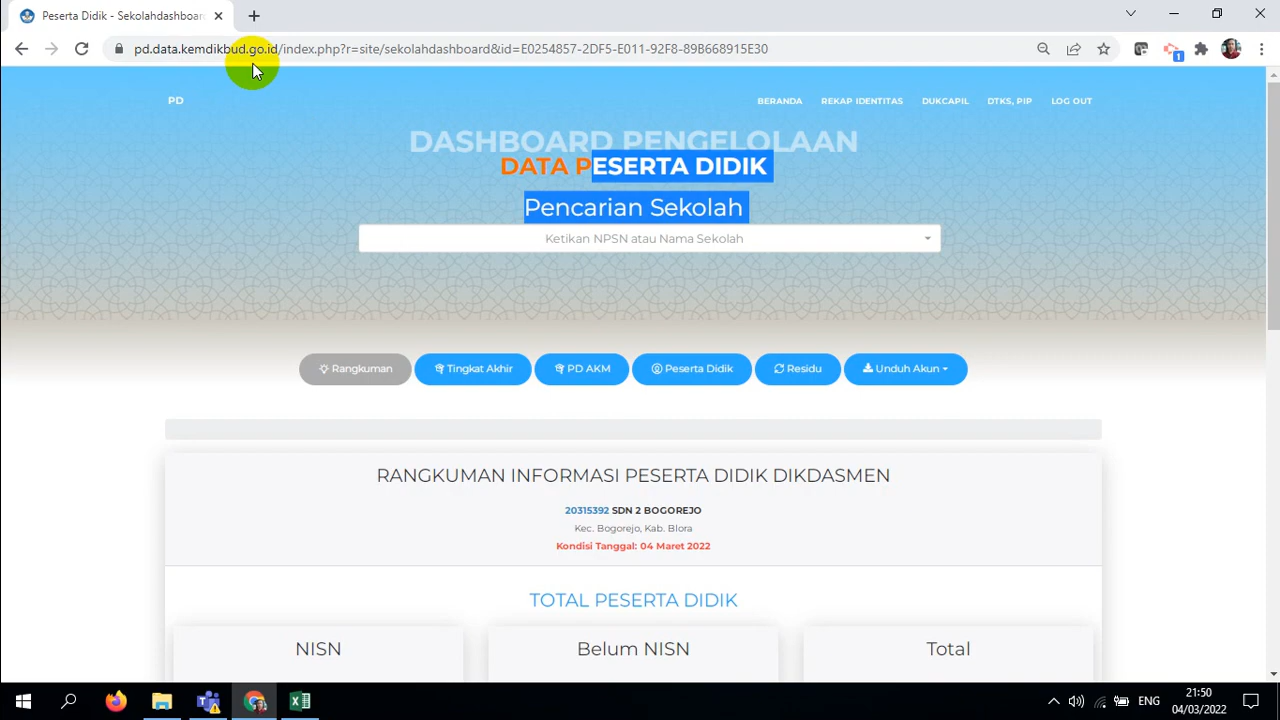 Peserta Didik - Sekolahdashboar
pd.data.kemdikbud.go.id/index.php?r=site/sekolahdashboard&id=E0254857-2DF5-E011-92F8-89B668915E30
1
PD
BERANDA
REKAP IDENTITAS
DUKCAPIL
DTKS, PIP
LOG OUT
DASHBOARD PENGELOLAAN
DATA PESERTA DIDIK
Pencarian Sekolah
Ketikan NPSN atau Nama Sekolah
Rangkuman
Tingkat Akhir
PD AKM
Peserta Didik
Residu
Unduh Akun
RANGKUMAN INFORMASI PESERTA DIDIK DIKDASMEN
20315392 SDN 2 BOGOREJO
Kec. Bogorejo, Kab. Blora
Kondisi Tanggal: 04 Maret 2022
TOTAL PESERTA DIDIK
NISN
Belum NISN
Total
ENG
21:50
04/03/2022